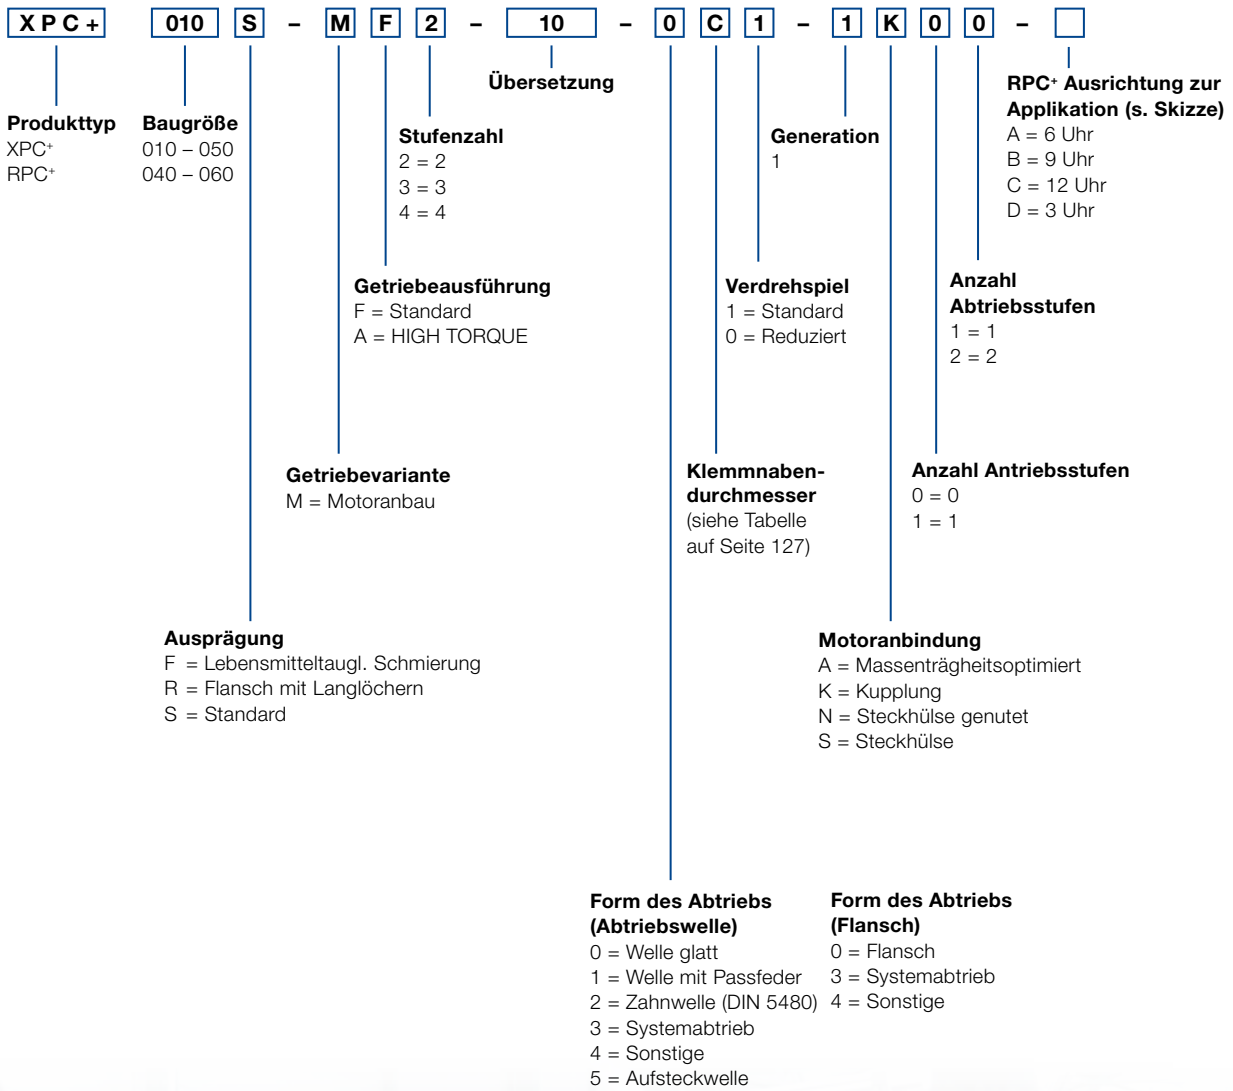 X P C + 010 S – M F 2 – 10 – 0 C 1 – 1 K 0 0 –
Übersetzung
RPC⁺ Ausrichtung zur
Applikation (s. Skizze)
A = 6 Uhr
B = 9 Uhr
C = 12 Uhr
D = 3 Uhr
Produkttyp
XPC⁺
RPC⁺
Baugröße
010 – 050
040 – 060
Stufenzahl
2 = 2
3 = 3
4 = 4
Generation
1
Getriebeausführung
F = Standard
A = HIGH TORQUE
Verdrehspiel
1 = Standard
0 = Reduziert
Anzahl
Abtriebsstufen
1 = 1
2 = 2
Getriebevariante
M = Motoranbau
Klemmnaben-
durchmesser
(siehe Tabelle
auf Seite 127)
Anzahl Antriebsstufen
0 = 0
1 = 1
Ausprägung
F = Lebensmitteltaugl. Schmierung
R = Flansch mit Langlöchern
S = Standard
Motoranbindung
A = Massenträgheitsoptimiert
K = Kupplung
N = Steckhülse genutet
S = Steckhülse
Form des Abtriebs
(Abtriebswelle)
0 = Welle glatt
1 = Welle mit Passfeder
2 = Zahnwelle (DIN 5480)
3 = Systemabtrieb
4 = Sonstige
5 = Aufsteckwelle
Form des Abtriebs
(Flansch)
0 = Flansch
3 = Systemabtrieb
4 = Sonstige